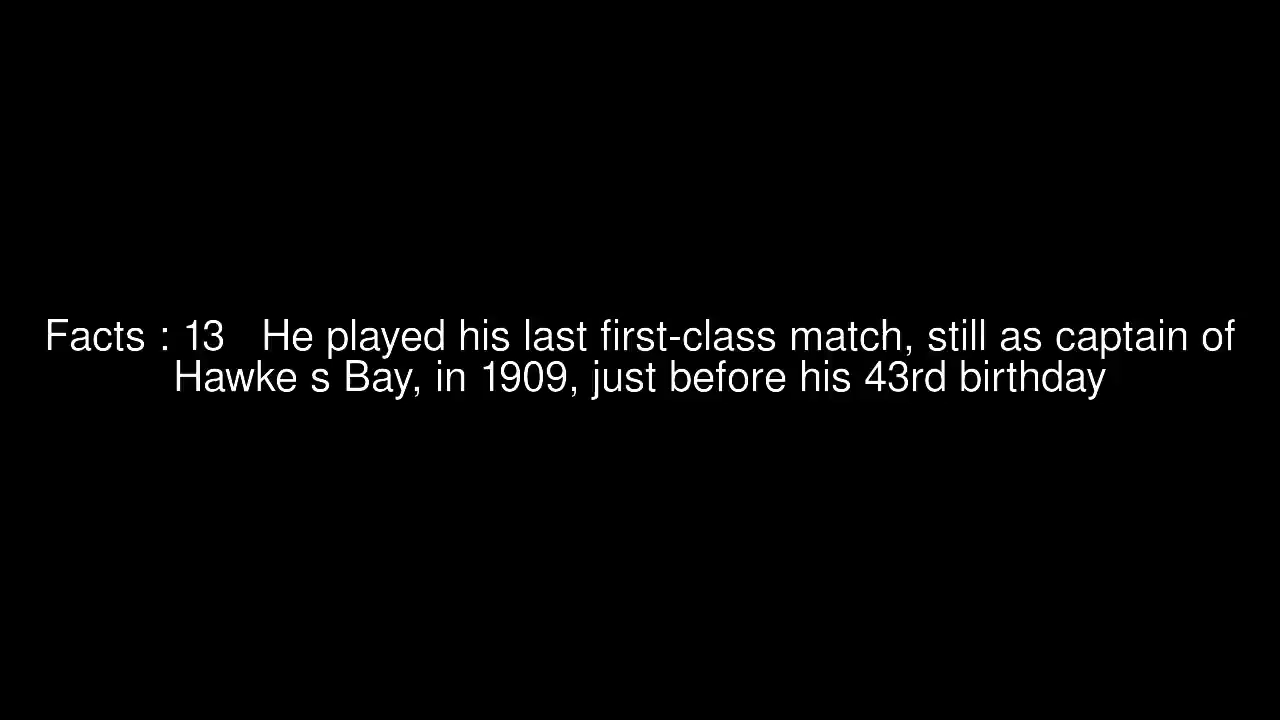 Facts : 13   He played his last first-class match, still as captain of
Hawke s Bay, in 1909, just before his 43rd birthday